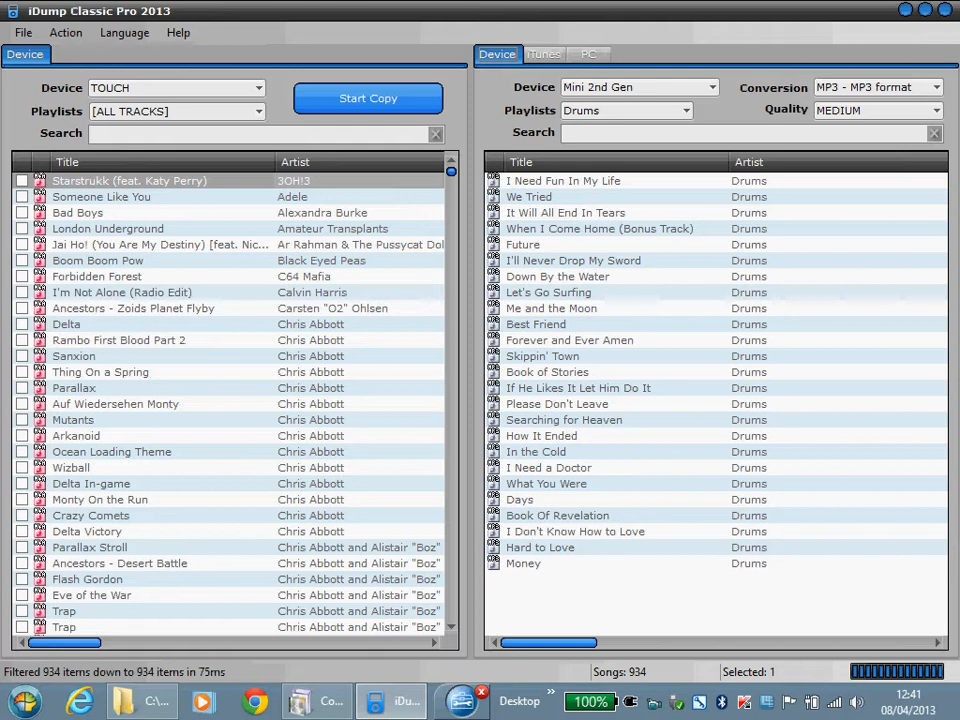 iDump Classic Pro 2013
File Action Language Help
Device
Device TOUCH
Playlists [ALL TRACKS]
Search
Start Copy
Title Artist
Starstrukk (feat. Katy Perry) 3OH!3
Someone Like You Adele
Bad Boys Alexandra Burke
London Underground Amateur Transplants
Jai Ho! (You Are My Destiny) [feat. Nic... Ar Rahman & The Pussycat Dol
Boom Boom Pow Black Eyed Peas
Forbidden Forest C64 Mafia
I'm Not Alone (Radio Edit) Calvin Harris
Ancestors - Zoids Planet Flyby Carsten "O2" Ohlsen
Delta Chris Abbott
Rambo First Blood Part 2 Chris Abbott
Sanxion Chris Abbott
Thing On a Spring Chris Abbott
Parallax Chris Abbott
Auf Wiedersehen Monty Chris Abbott
Mutants Chris Abbott
Arkanoid Chris Abbott
Ocean Loading Theme Chris Abbott
Wizball Chris Abbott
Delta In-game Chris Abbott
Monty On the Run Chris Abbott
Crazy Comets Chris Abbott
Delta Victory Chris Abbott
Parallax Stroll Chris Abbott and Alistair "Boz"
Ancestors - Desert Battle Chris Abbott and Alistair "Boz"
Flash Gordon Chris Abbott and Alistair "Boz"
Eve of the War Chris Abbott and Alistair "Boz"
Trap Chris Abbott and Alistair "Boz"
Trap Chris Abbott and Alistair "Boz"
Device iTunes PC
Device Mini 2nd Gen Conversion MP3 - MP3 format
Playlists Drums Quality MEDIUM
Search
Title Artist
I Need Fun In My Life Drums
We Tried Drums
It Will All End In Tears Drums
When I Come Home (Bonus Track) Drums
Future Drums
I'll Never Drop My Sword Drums
Down By the Water Drums
Let's Go Surfing Drums
Me and the Moon Drums
Best Friend Drums
Forever and Ever Amen Drums
Skippin' Town Drums
Book of Stories Drums
If He Likes It Let Him Do It Drums
Please Don't Leave Drums
Searching for Heaven Drums
How It Ended Drums
In the Cold Drums
I Need a Doctor Drums
What You Were Drums
Days Drums
Book Of Revelation Drums
I Don't Know How to Love Drums
Hard to Love Drums
Money Drums
Filtered 934 items down to 934 items in 75ms Songs: 934 Selected: 1
C:\... Co... iDu... Desktop » 100% 12:41
08/04/2013